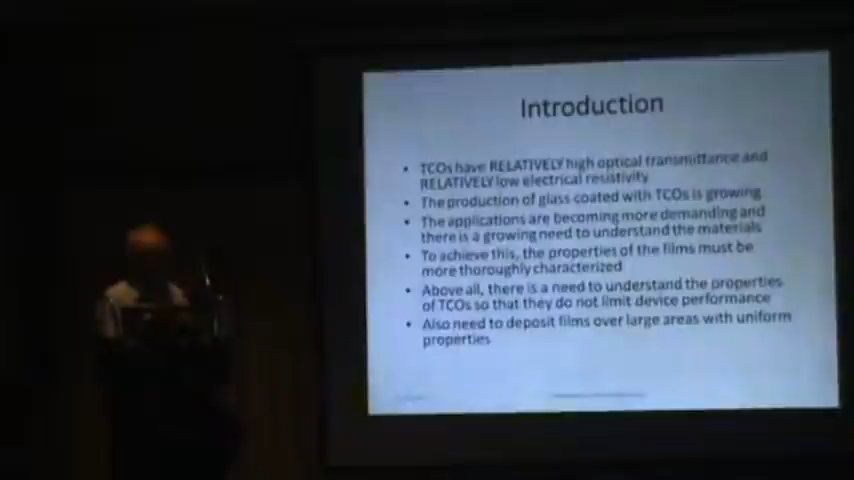 Introduction
• TCOs have RELATIVELY high optical transmittance and
RELATIVELY low electrical resistivity
• The production of glass coated with TCOs is growing
• The applications are becoming more demanding and
there is a growing need to understand the materials
• To achieve this, the properties of the films must be
more thoroughly characterized
• Above all, there is a need to understand the properties
of TCOs so that they do not limit device performance
• Also need to deposit films over large areas with uniform
properties